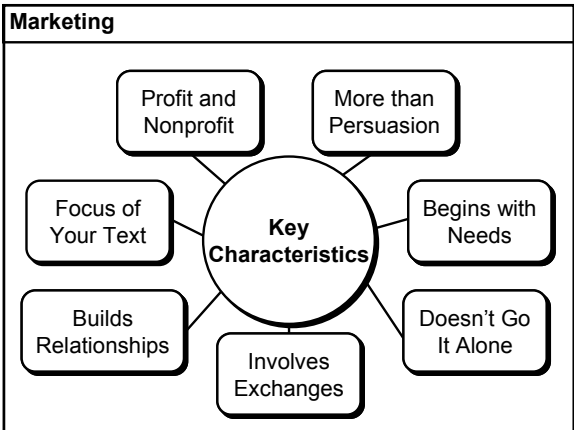 Marketing
Profit and
Nonprofit
More than
Persuasion
Focus of
Your Text
Key
Characteristics
Begins with
Needs
Builds
Relationships
Involves
Exchanges
Doesn't Go
It Alone